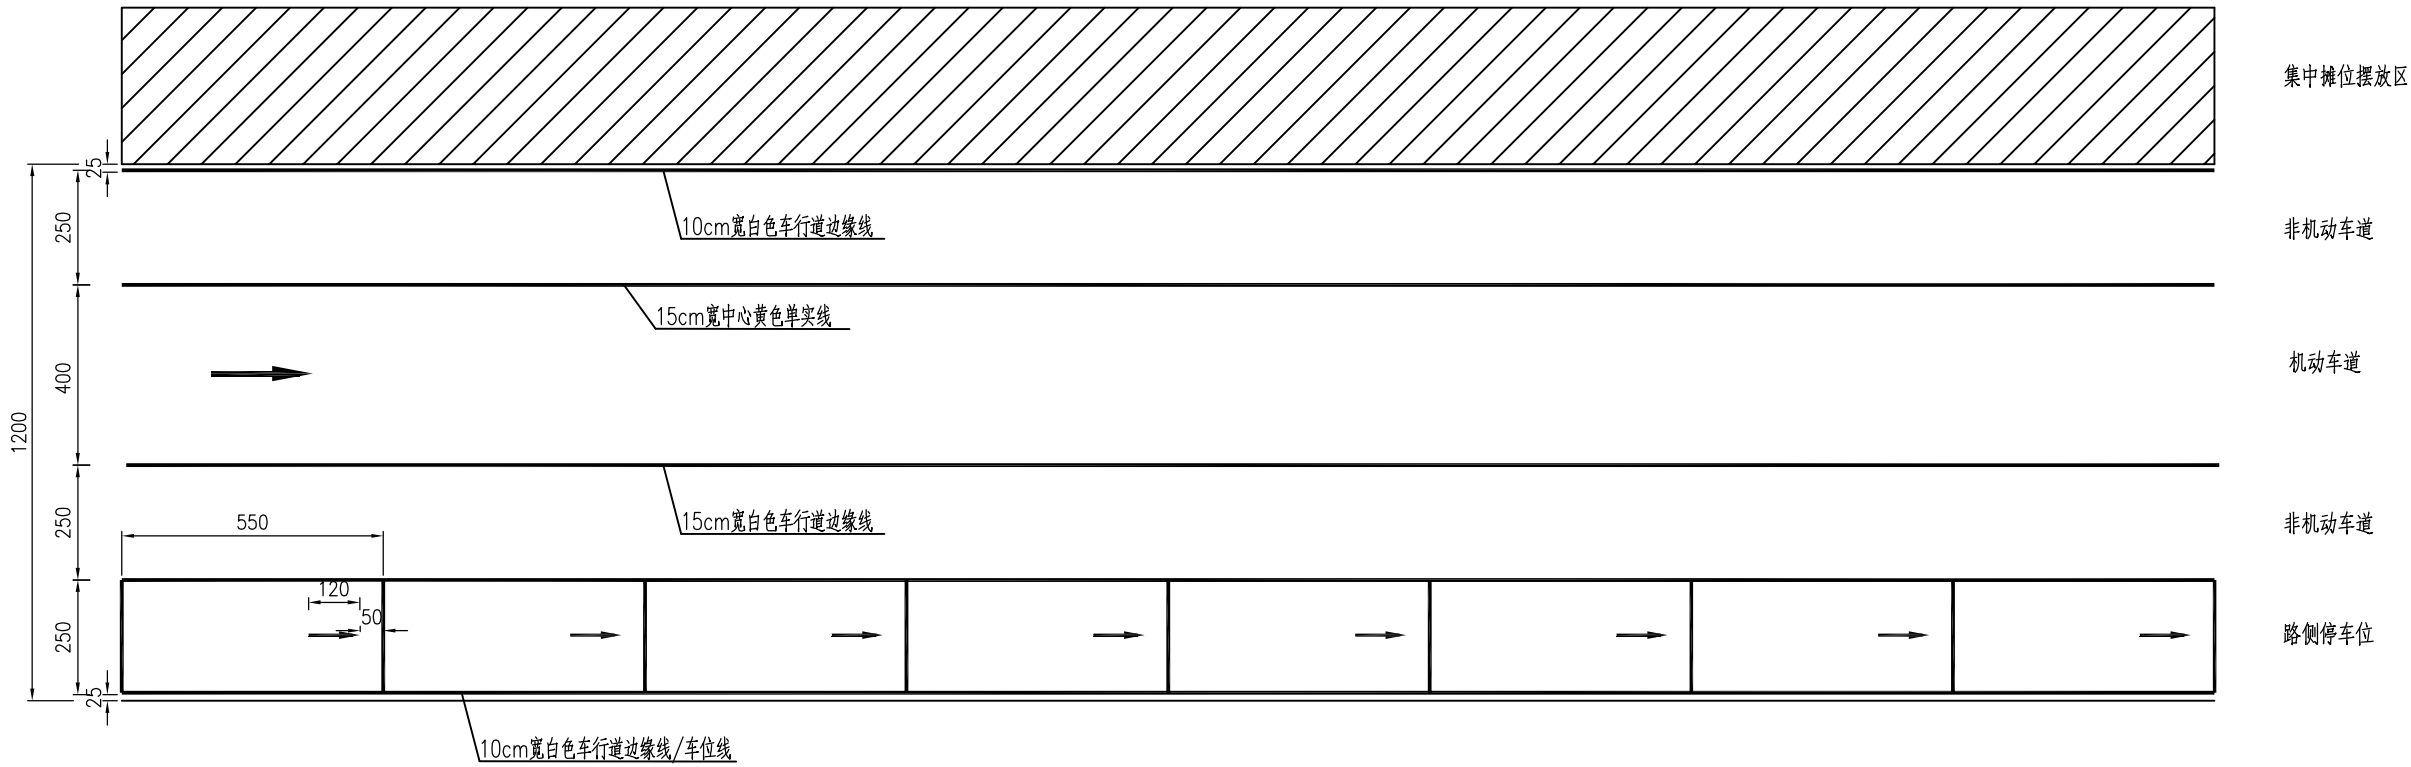 集中摊位摆放区
25
250
10cm宽白色车行道边缘线
非机动车道
15cm宽中心黄色单实线
400
机动车道
1200
250
15cm宽白色车行道边缘线
非机动车道
550
120
50
250
路侧停车位
25
10cm宽白色车行道边缘线/车位线